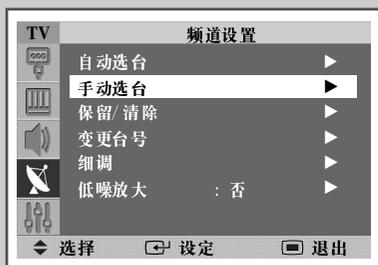 TV 频道设置
自动选台
手动选台
保留/清除
变更台号
细调
低噪放大 : 否
选择 设定 退出